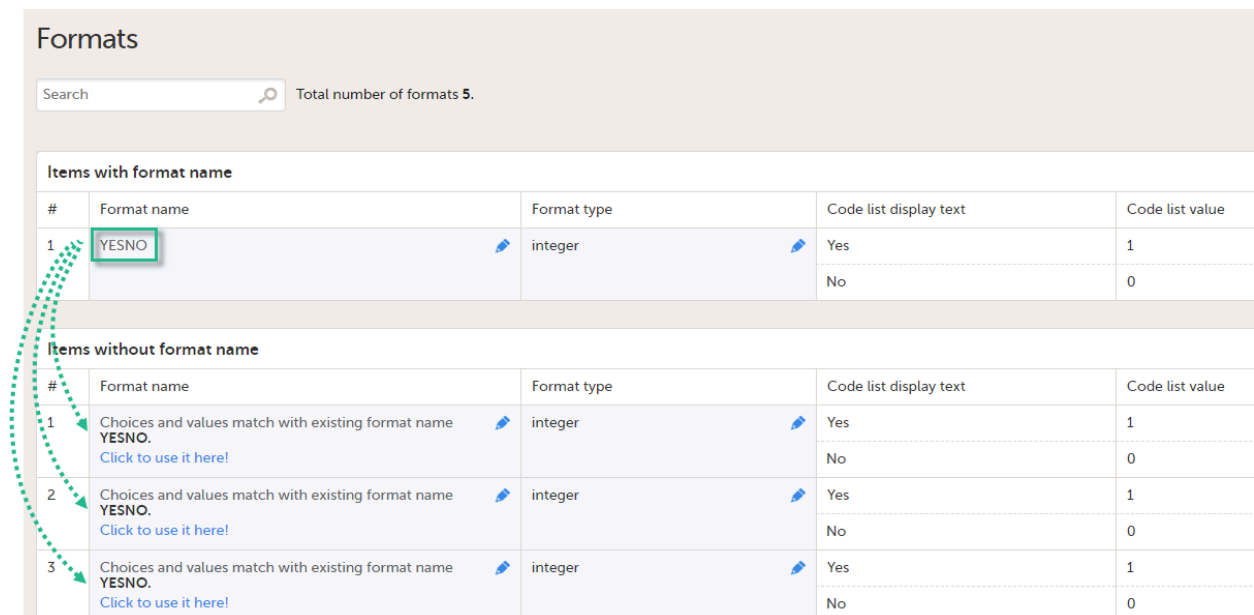 Formats
Search
Total number of formats 5.
Items with format name
# Format name Format type Code list display text Code list value
1 YESNO integer Yes 1
No 0
Items without format name
# Format name Format type Code list display text Code list value
1 Choices and values match with existing format name integer Yes 1
YESNO.
Click to use it here! No 0
2 Choices and values match with existing format name integer Yes 1
YESNO.
Click to use it here! No 0
3 Choices and values match with existing format name integer Yes 1
YESNO.
Click to use it here! No 0